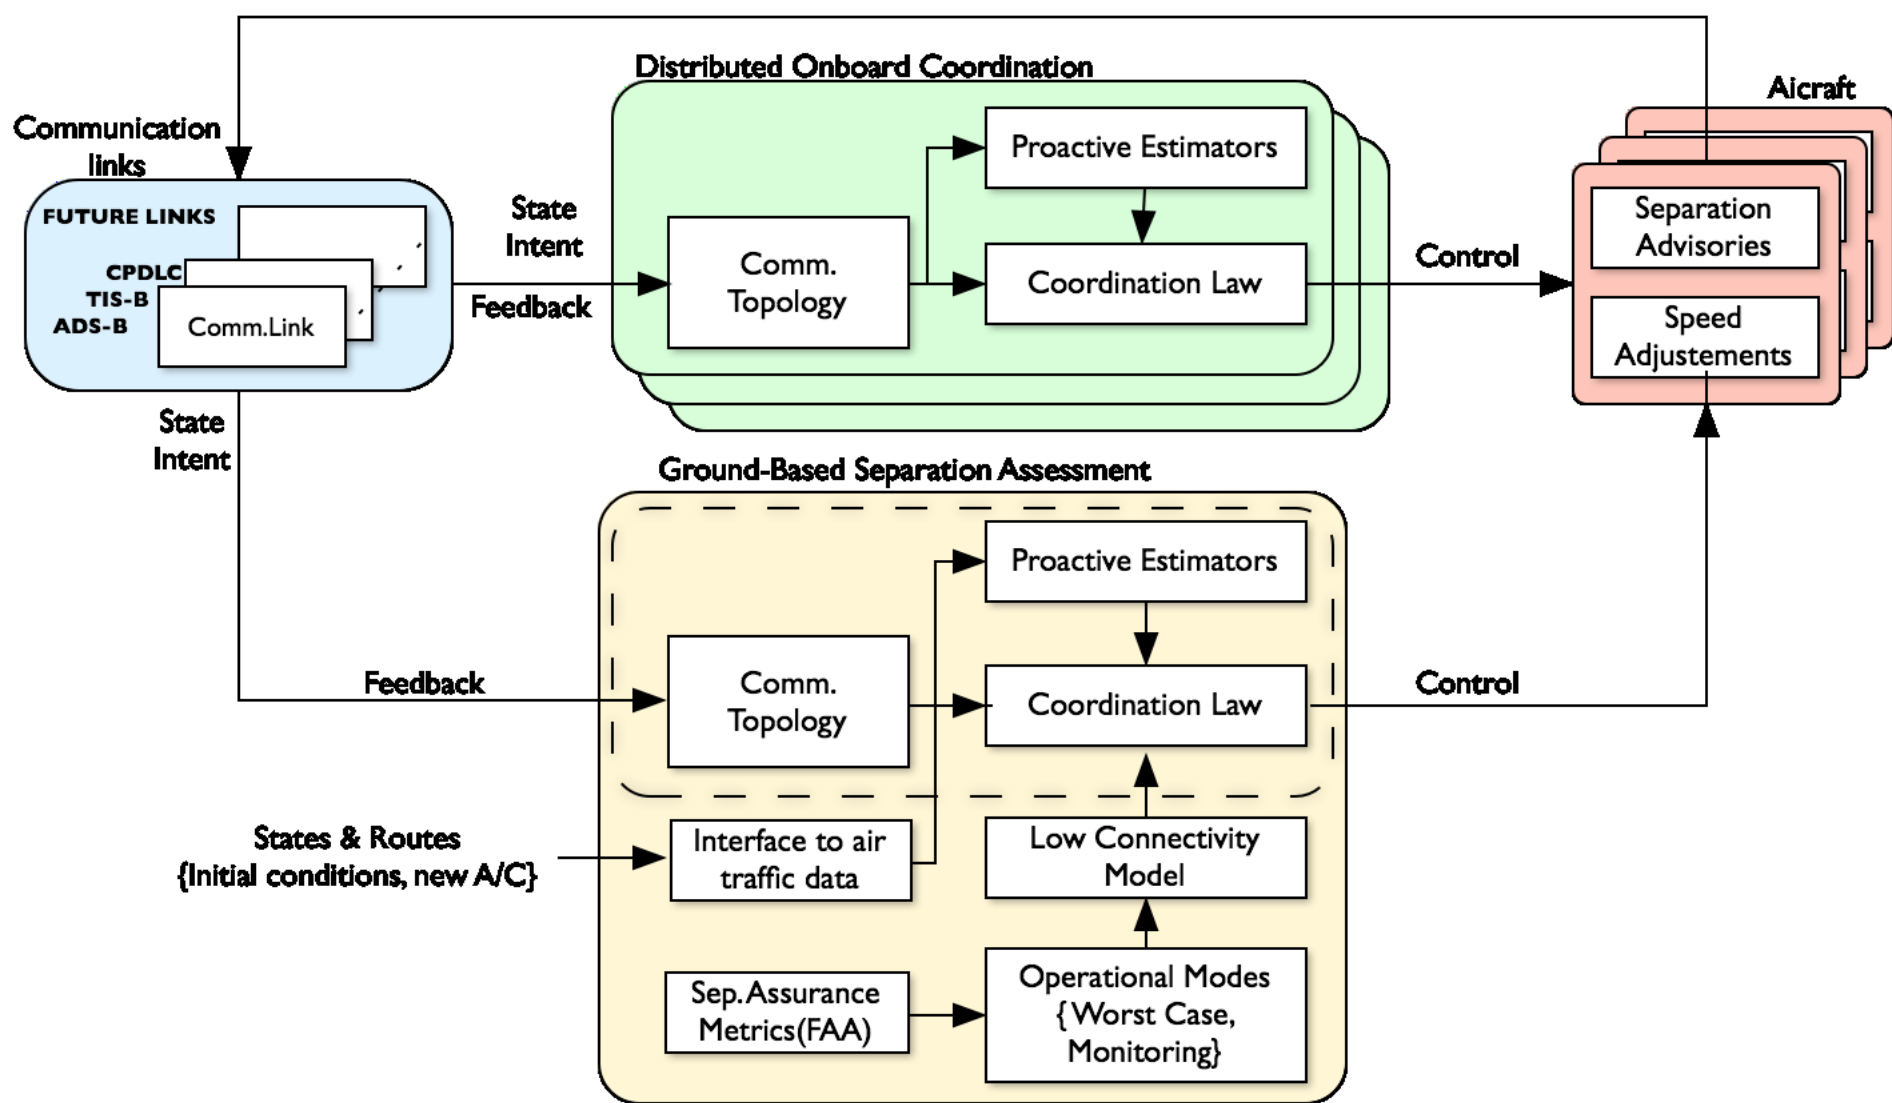 Distributed Onboard Coordination
Aicraft
Communication
links
FUTURE LINKS
CPDLC
TIS-B
ADS-B
Comm.Link
State
Intent
Feedback
Comm.
Topology
Proactive Estimators
Coordination Law
Control
Separation
Advisories
Speed
Adjustements
State
Intent
Ground-Based Separation Assessment
Feedback
Comm.
Topology
Proactive Estimators
Coordination Law
Control
States & Routes
{Initial conditions, new A/C}
Interface to air
traffic data
Low Connectivity
Model
Sep.Assurance
Metrics(FAA)
Operational Modes
{ Worst Case,
Monitoring}